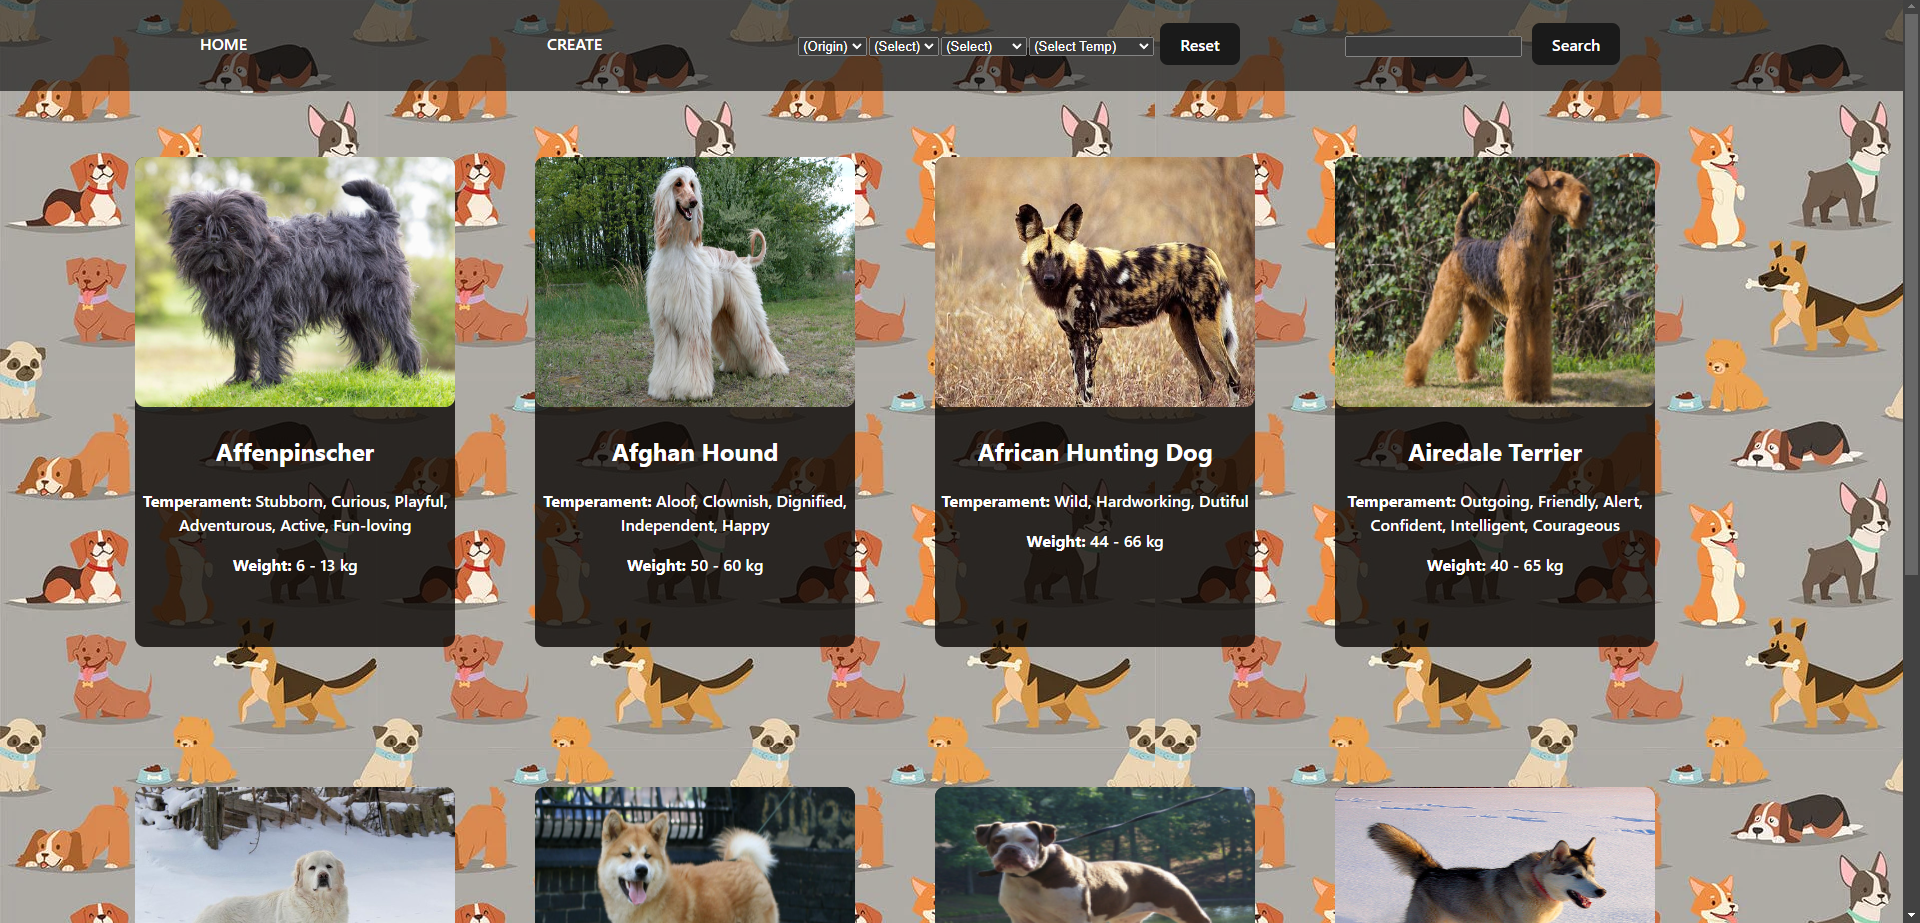 HOME
CREATE
(Origin) (Select) (Select) (Select Temp) Reset
Search
Affenpinscher
Temperament: Stubborn, Curious, Playful,
Adventurous, Active, Fun-loving
Weight: 6 - 13 kg
Afghan Hound
Temperament: Aloof, Clownish, Dignified,
Independent, Happy
Weight: 50 - 60 kg
African Hunting Dog
Temperament: Wild, Hardworking, Dutiful
Weight: 44 - 66 kg
Airedale Terrier
Temperament: Outgoing, Friendly, Alert,
Confident, Intelligent, Courageous
Weight: 40 - 65 kg